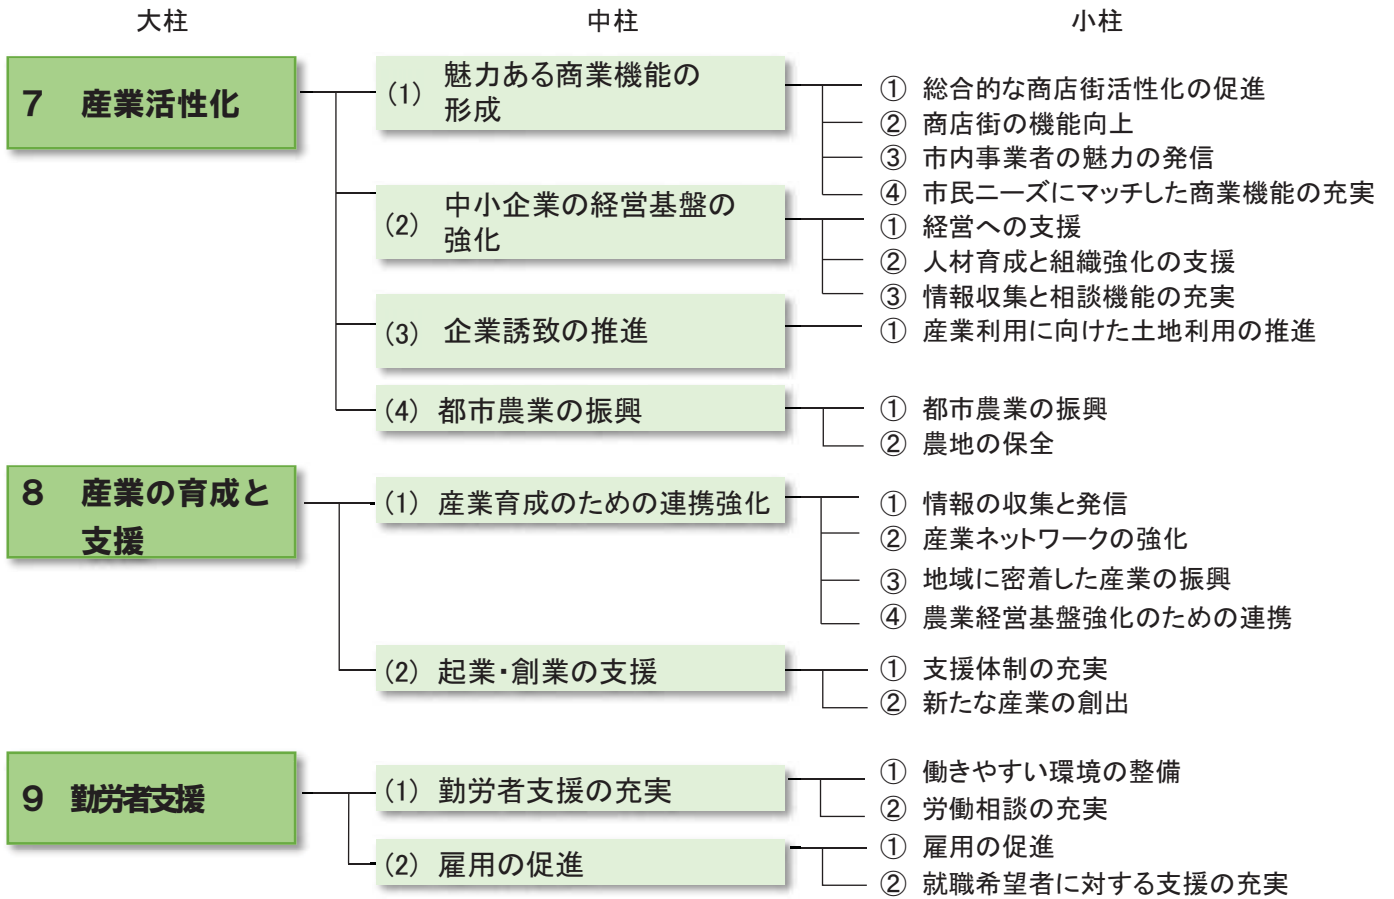 大柱 中柱 小柱
7 産業活性化
(1) 魅力ある商業機能の
形成
① 総合的な商店街活性化の促進
② 商店街の機能向上
③ 市内事業者の魅力の発信
④ 市民ニーズにマッチした商業機能の充実
(2) 中小企業の経営基盤の
強化
① 経営への支援
② 人材育成と組織強化の支援
③ 情報収集と相談機能の充実
(3) 企業誘致の推進
① 産業利用に向けた土地利用の推進
(4) 都市農業の振興
① 都市農業の振興
② 農地の保全
8 産業の育成と
支援
(1) 産業育成のための連携強化
① 情報の収集と発信
② 産業ネットワークの強化
③ 地域に密着した産業の振興
④ 農業経営基盤強化のための連携
(2) 起業・創業の支援
① 支援体制の充実
② 新たな産業の創出
9 勤労者支援
(1) 勤労者支援の充実
① 働きやすい環境の整備
② 労働相談の充実
(2) 雇用の促進
① 雇用の促進
② 就職希望者に対する支援の充実